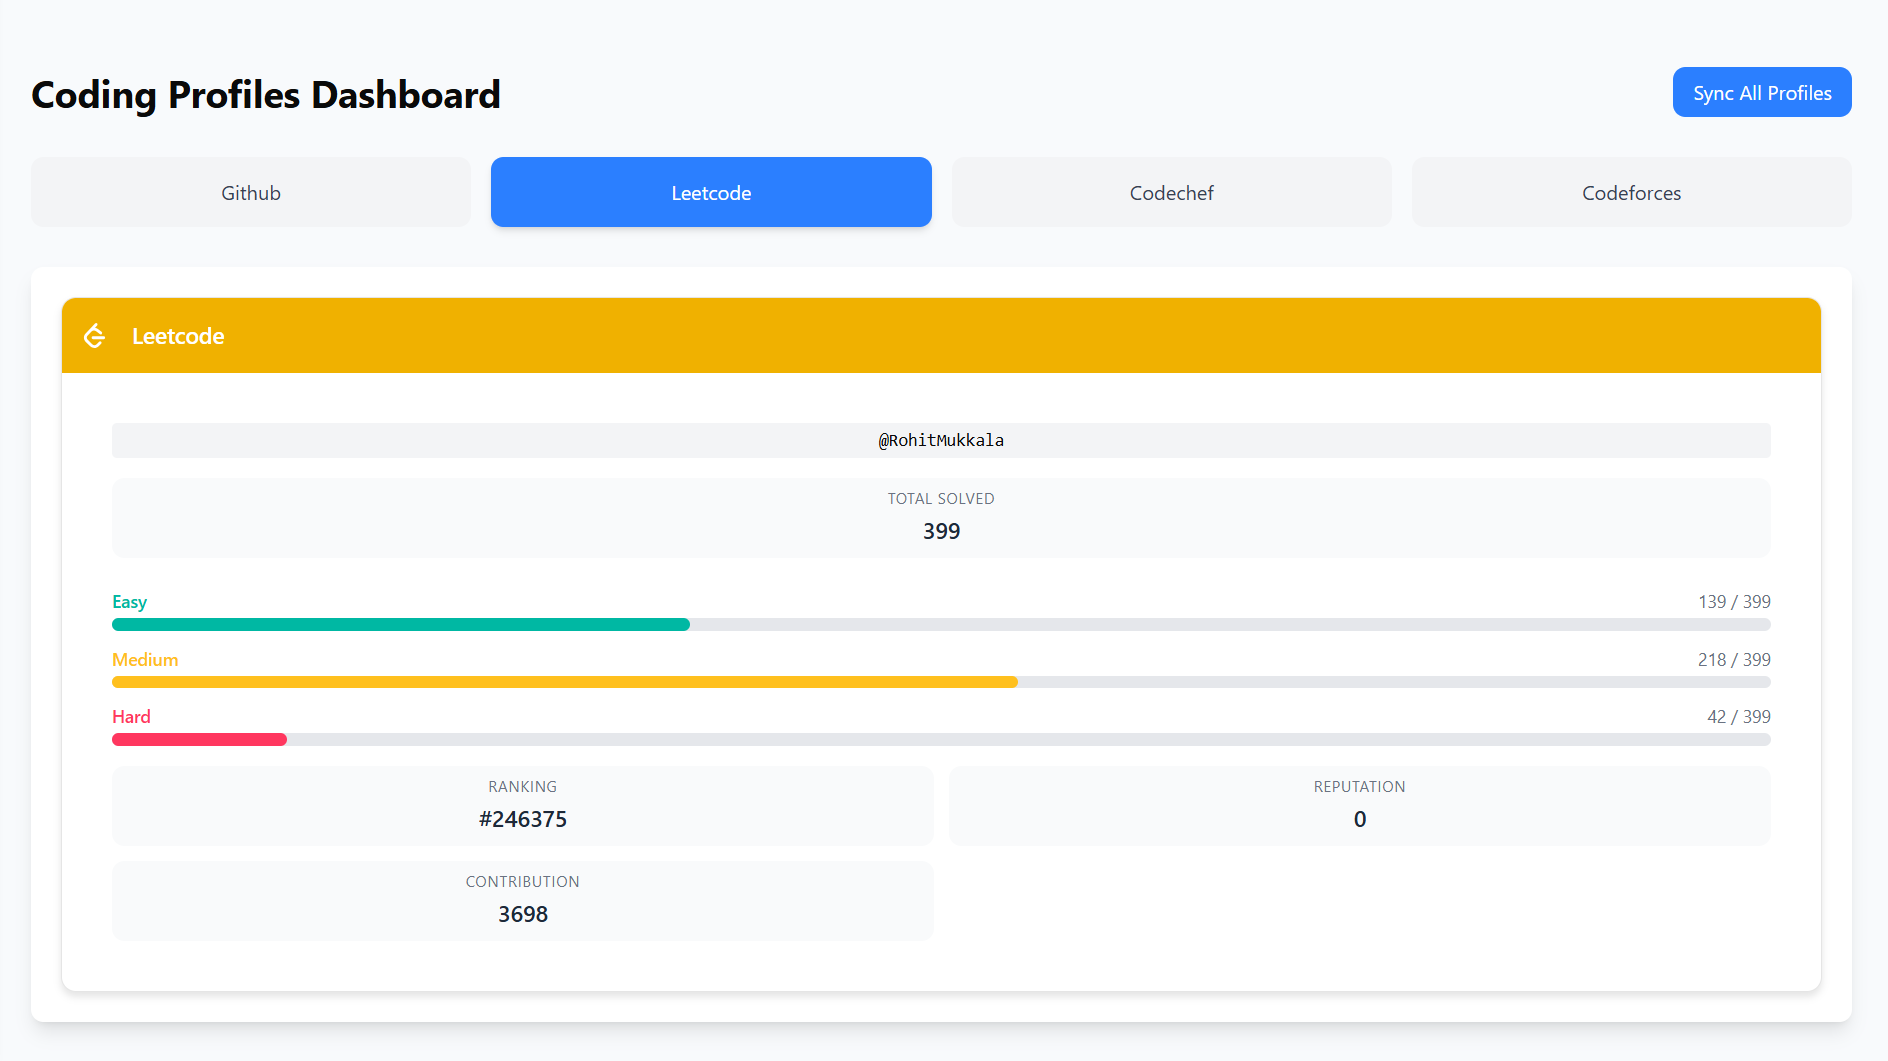 Coding Profiles Dashboard
Sync All Profiles
Github
Leetcode
Codechef
Codeforces
Leetcode
@RohitMukkala
TOTAL SOLVED
399
Easy
139 / 399
Medium
218 / 399
Hard
42 / 399
RANKING
#246375
REPUTATION
0
CONTRIBUTION
3698